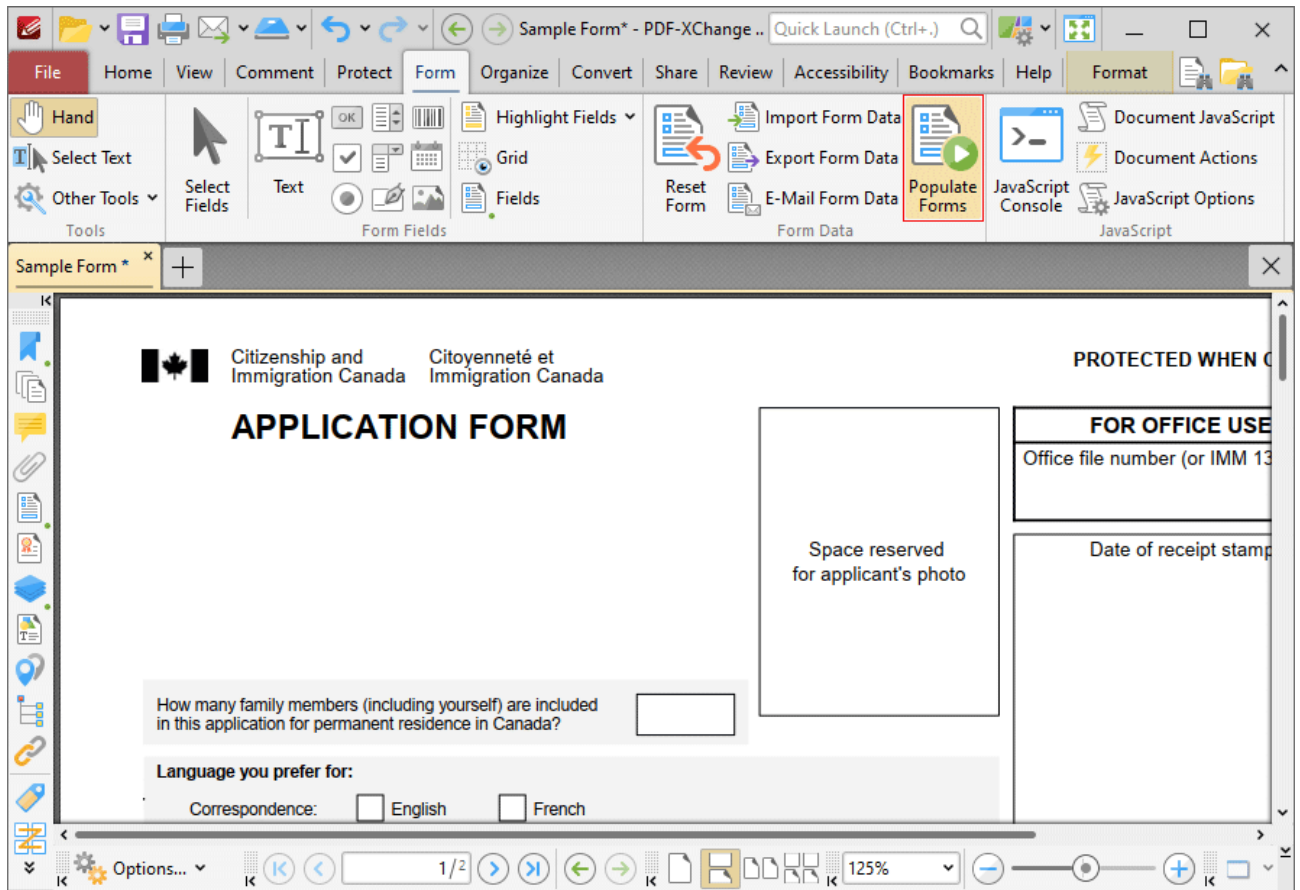 Sample Form* - PDF-XChange ..
Quick Launch (Ctrl+.)
File Home View Comment Protect Form Organize Convert Share Review Accessibility Bookmarks Help Format
Hand
Select Text
Other Tools
Tools
Select
Fields
Text
OK
Highlight Fields
Grid
Fields
Form Fields
Reset
Form
Import Form Data
Export Form Data
E-Mail Form Data
Populate
Forms
Form Data
JavaScript
Console
Document JavaScript
Document Actions
JavaScript Options
JavaScript
Sample Form *
Citizenship and
Immigration Canada
Citoyenneté et
Immigration Canada
PROTECTED WHEN
APPLICATION FORM
FOR OFFICE USE
Office file number (or IMM 13
Space reserved
for applicant's photo
Date of receipt stamp
How many family members (including yourself) are included
in this application for permanent residence in Canada?
Language you prefer for:
Correspondence: English French
Options... 1/2 125%